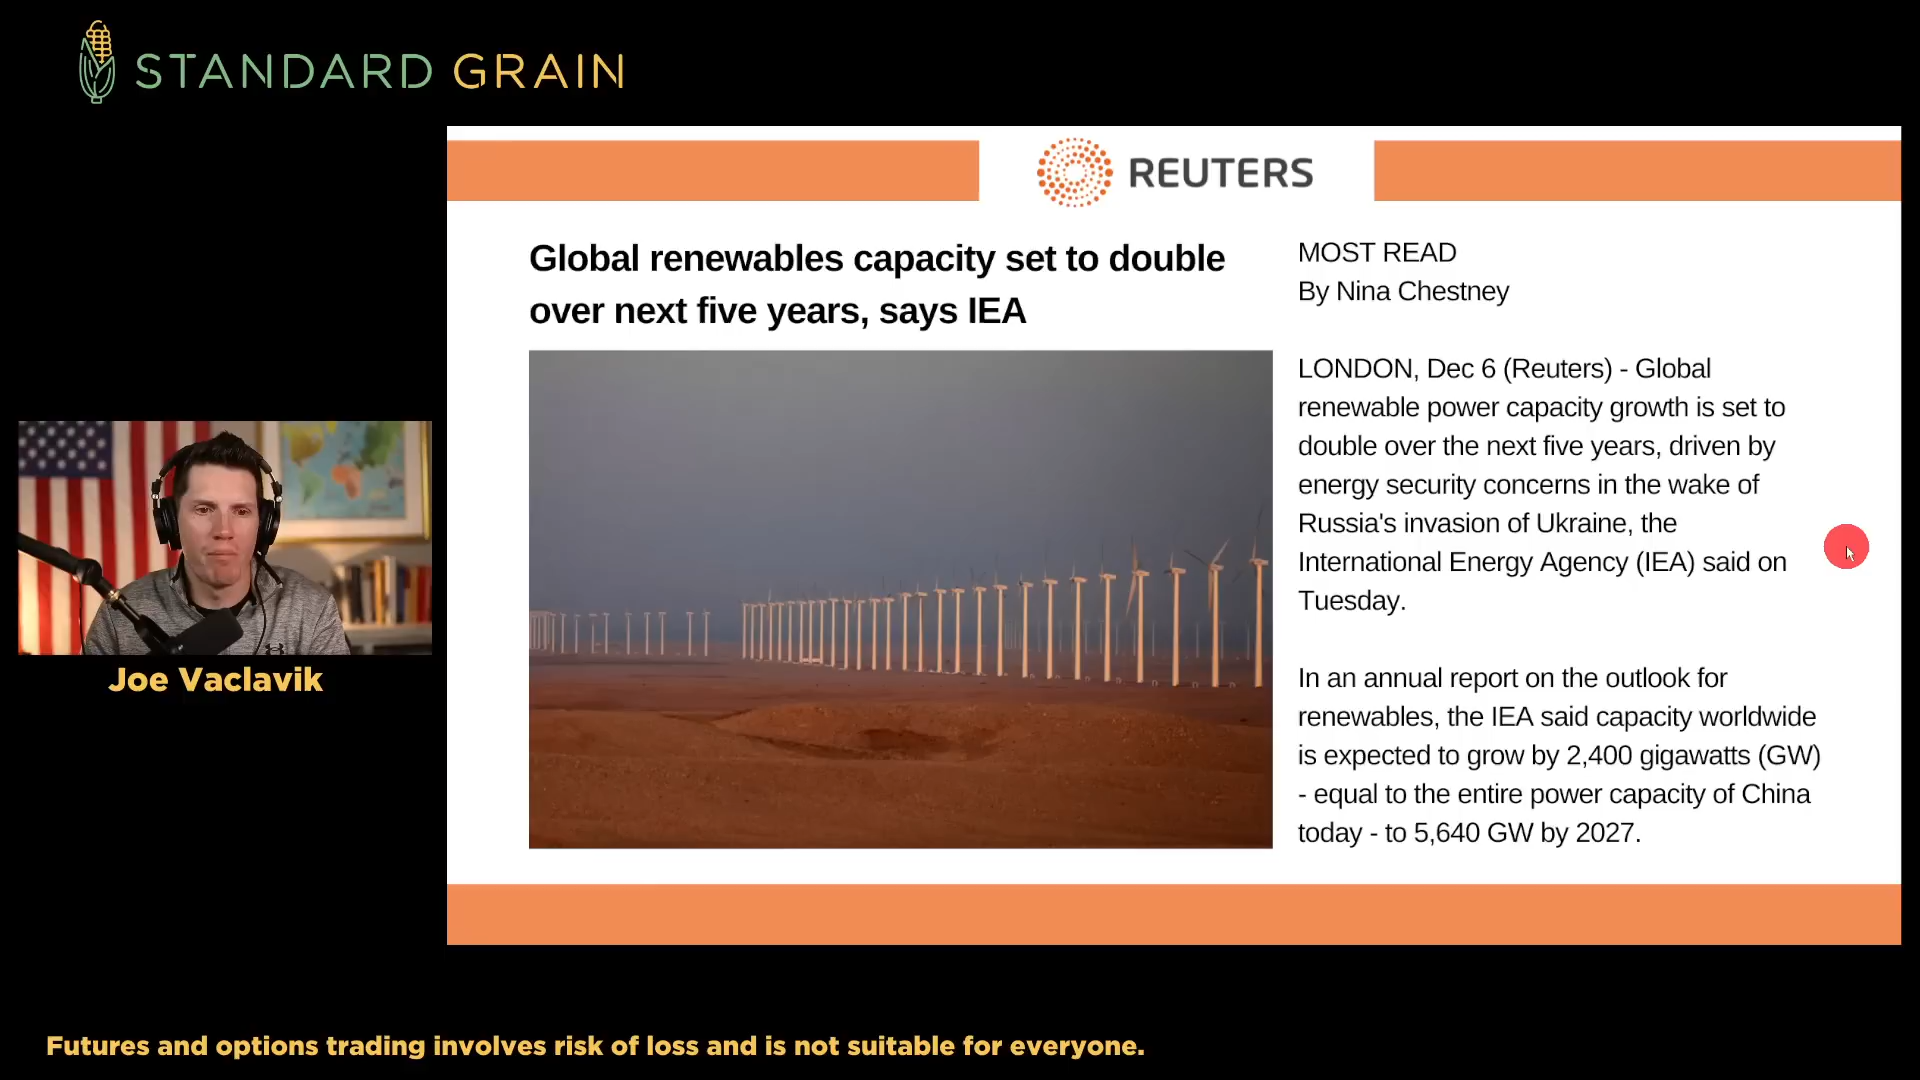 STANDARD GRAIN
REUTERS
Global renewables capacity set to double
over next five years, says IEA
MOST READ
By Nina Chestney
LONDON, Dec 6 (Reuters) - Global
renewable power capacity growth is set to
double over the next five years, driven by
energy security concerns in the wake of
Russia's invasion of Ukraine, the
International Energy Agency (IEA) said on
Tuesday.
In an annual report on the outlook for
renewables, the IEA said capacity worldwide
is expected to grow by 2,400 gigawatts (GW)
- equal to the entire power capacity of China
today - to 5,640 GW by 2027.
Joe Vaclavik
Futures and options trading involves risk of loss and is not suitable for everyone.